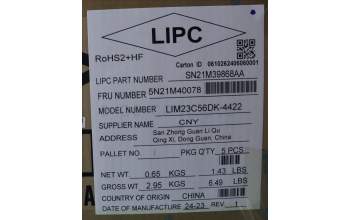 LIPC
RoHS2+HF
Carton ID 0810262406060001
LIPC PART NUMBER SN21M39868AA
FRU NUMBER 5N21M40078
MODEL NUMBER LIM23C56DK-4422
SUPPLIER NAME CNY
ADDRESS San Zhong Guan Li Qu
Qing Xi, Dong Guan, China
PALLET PKG Q'TY 5 PCS
NET WT. 0.65 KGS 1.43 LBS
GROSS WT. 2.95 KGS 6.49 LBS
COUNTRY OF ORIGIN CHINA
DATE OF MANUFACTURE 24-23 REV 1